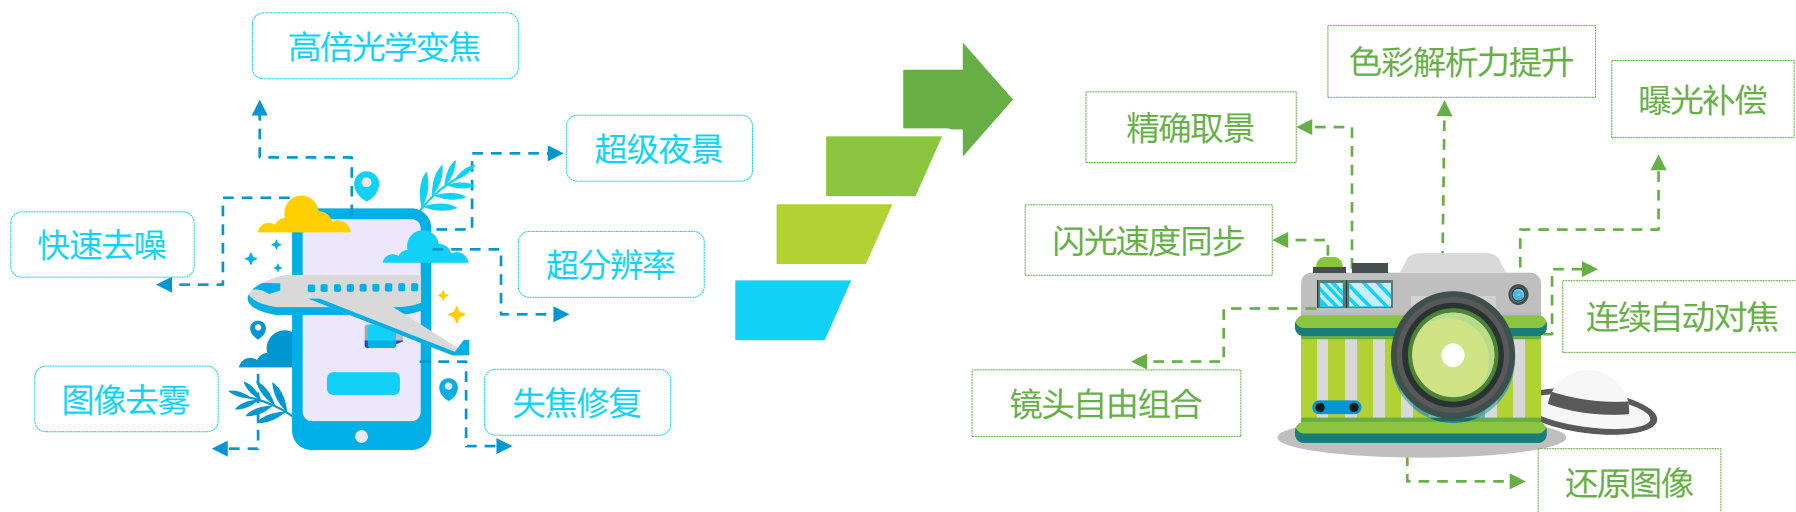 高倍光学变焦
超级夜景
快速去噪
超分辨率
图像去雾
失焦修复
色彩解析力提升
曝光补偿
精确取景
闪光速度同步
连续自动对焦
镜头自由组合
还原图像